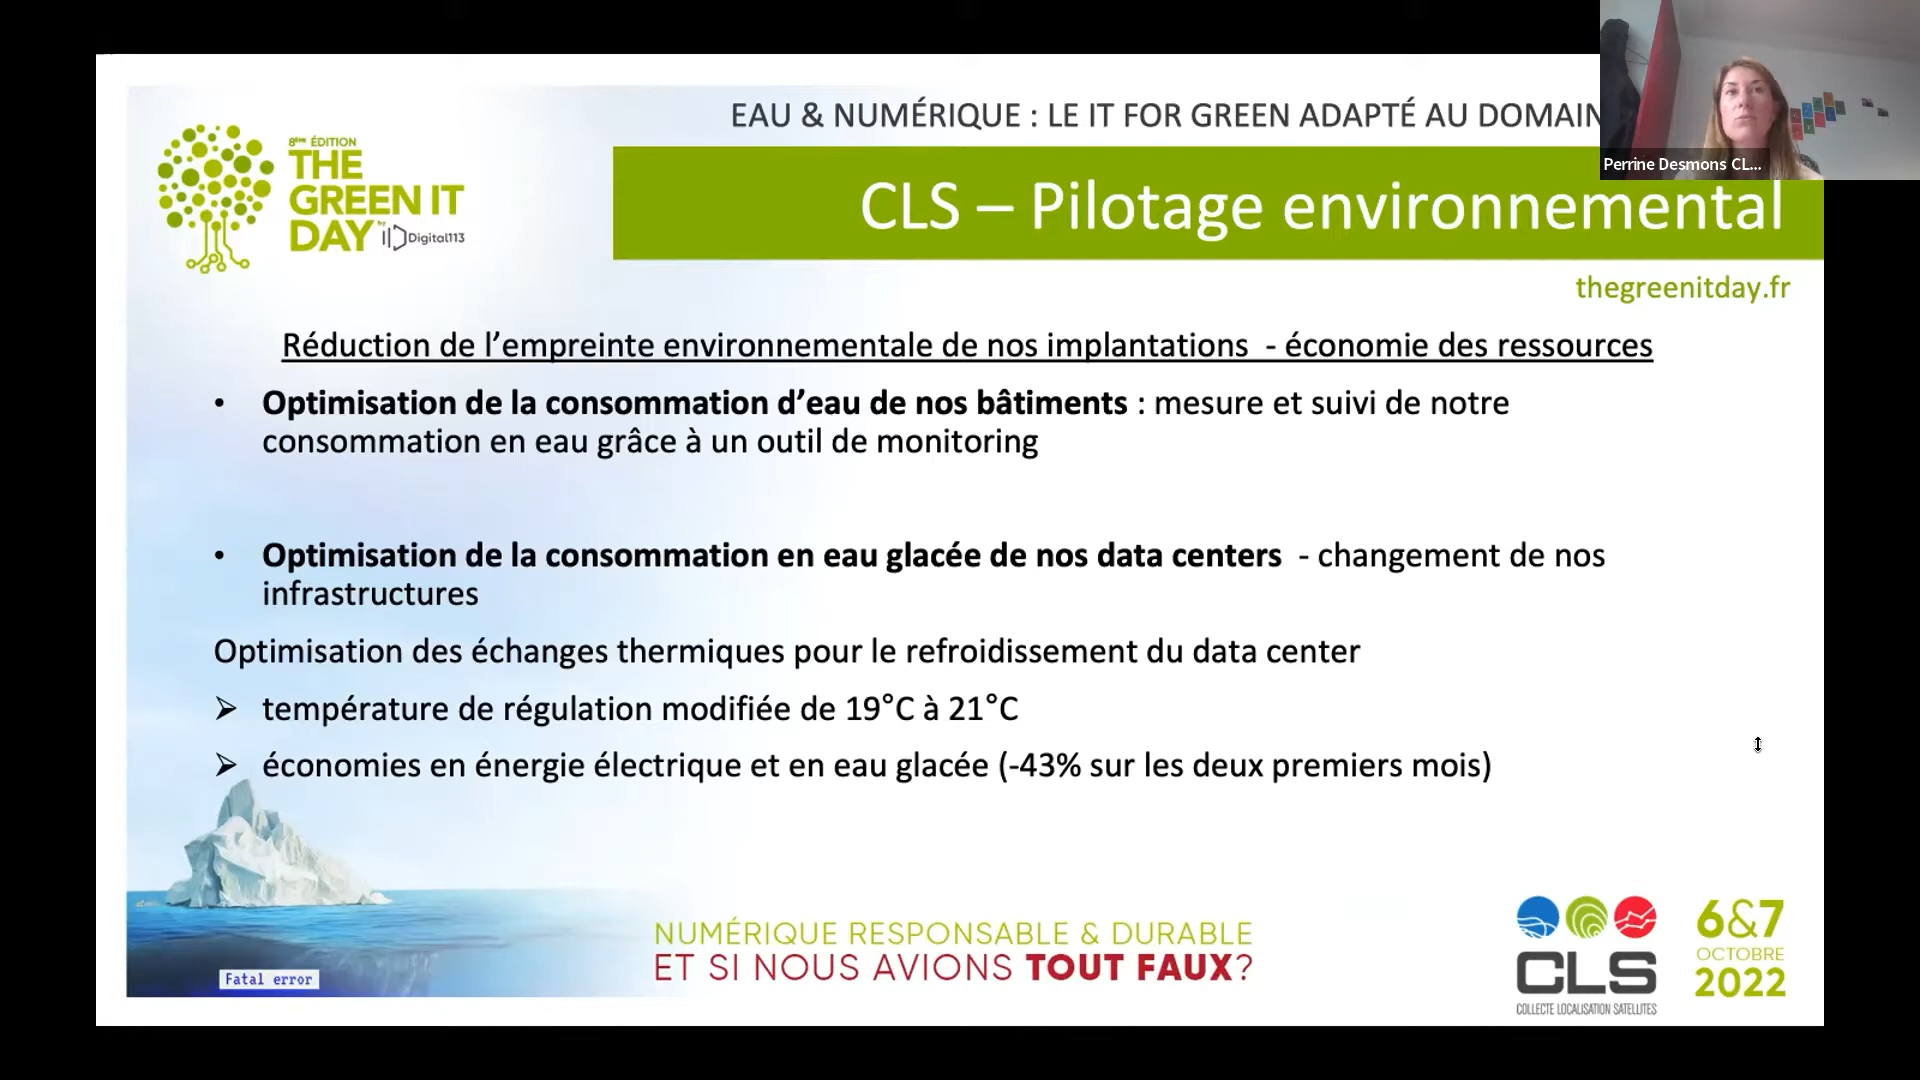 EAU & NUMÉRIQUE : LE IT FOR GREEN ADAPTÉ AU DOMAIN
Perrine Desmons CL...
8ème ÉDITION
THE
GREEN IT
DAY by Digital113
CLS – Pilotage environnemental
thegreenitday.fr
Réduction de l’empreinte environnementale de nos implantations - économie des ressources
• Optimisation de la consommation d’eau de nos bâtiments : mesure et suivi de notre
consommation en eau grâce à un outil de monitoring
• Optimisation de la consommation en eau glacée de nos data centers - changement de nos
infrastructures
Optimisation des échanges thermiques pour le refroidissement du data center
➢ température de régulation modifiée de 19°C à 21°C
➢ économies en énergie électrique et en eau glacée (-43% sur les deux premiers mois)
Fatal error
NUMÉRIQUE RESPONSABLE & DURABLE
ET SI NOUS AVIONS TOUT FAUX?
CLS
COLLECTE LOCALISATION SATELLITES
6&7
OCTOBRE
2022